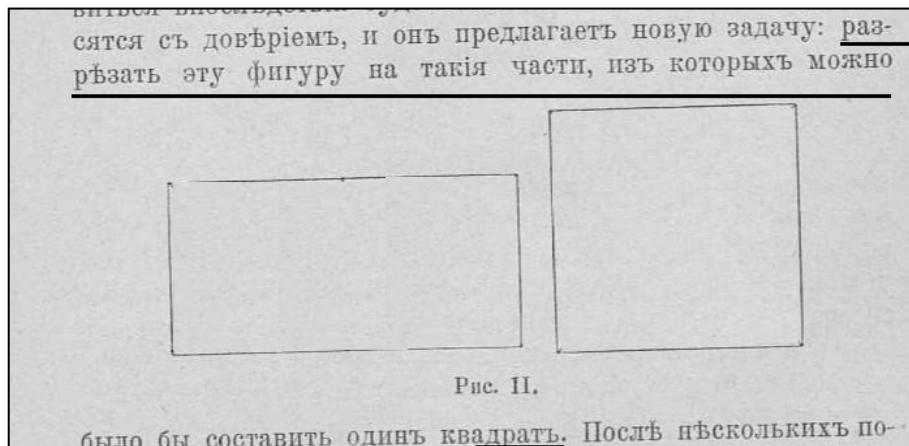 сятся съ довѣріемъ, и онъ предлагаетъ новую задачу: раз-
рѣзать эту фигуру на такія части, изъ которыхъ можно
Рис. II.
было бы составить одинъ квадратъ. Послѣ нѣсколькихъ по-